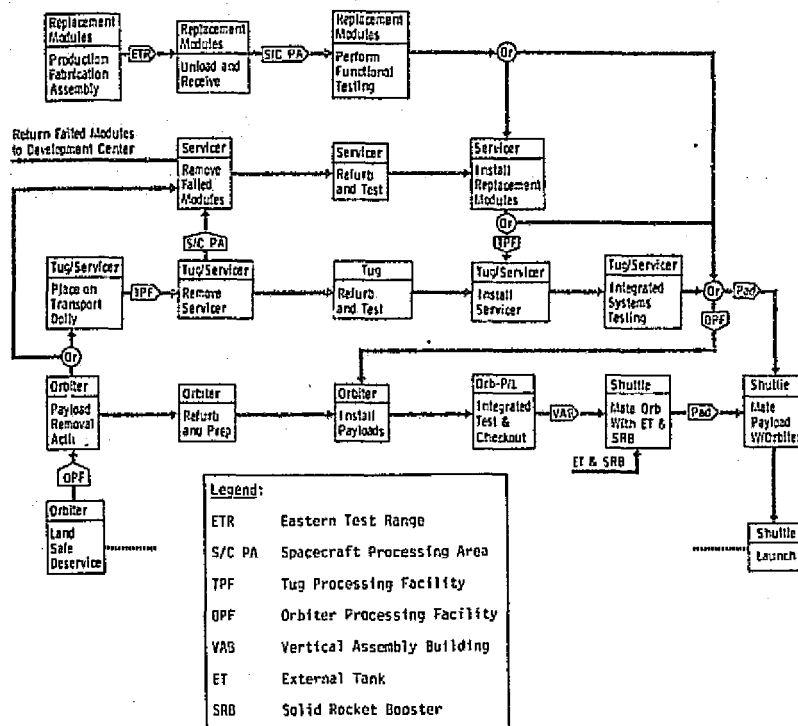 Replacement
Modules
Production
Fabrication
Assembly
ETR
Replacement
Modules
Unload and
Receive
S/C PA
Replacement
Modules
Perform
Functional
Testing
Or
Return Failed Modules
to Development Center
Servicer
Remove
Failed
Modules
Servicer
Refurb
and Test
Servicer
Install
Replacement
Modules
Or
TPF
S/C PA
Tug/Servicer
Place on
Transport
Dolly
TPF
Tug/Servicer
Remove
Servicer
Tug
Refurb
and Test
Tug/Servicer
Install
Servicer
Tug/Servicer
Integrated
Systems
Testing
Or
Pad
OPF
Or
Orbiter
Payload
Removal
Orbiter
Refurb
and Prep
Orbiter
Install
Payloads
Orb-P/L
Integrated
Test &
Checkout
VAB
Shuttle
Mate Orb
With ET &
SRB
Pad
Shuttle
Mate
Payload
W/Orbiter
ET & SRB
OPF
Orbiter
Land
Safe
Deservice
Shuttle
Launch
Legend:
ETR Eastern Test Range
S/C PA Spacecraft Processing Area
TPF Tug Processing Facility
OPF Orbiter Processing Facility
VAB Vertical Assembly Building
ET External Tank
SRB Solid Rocket Booster